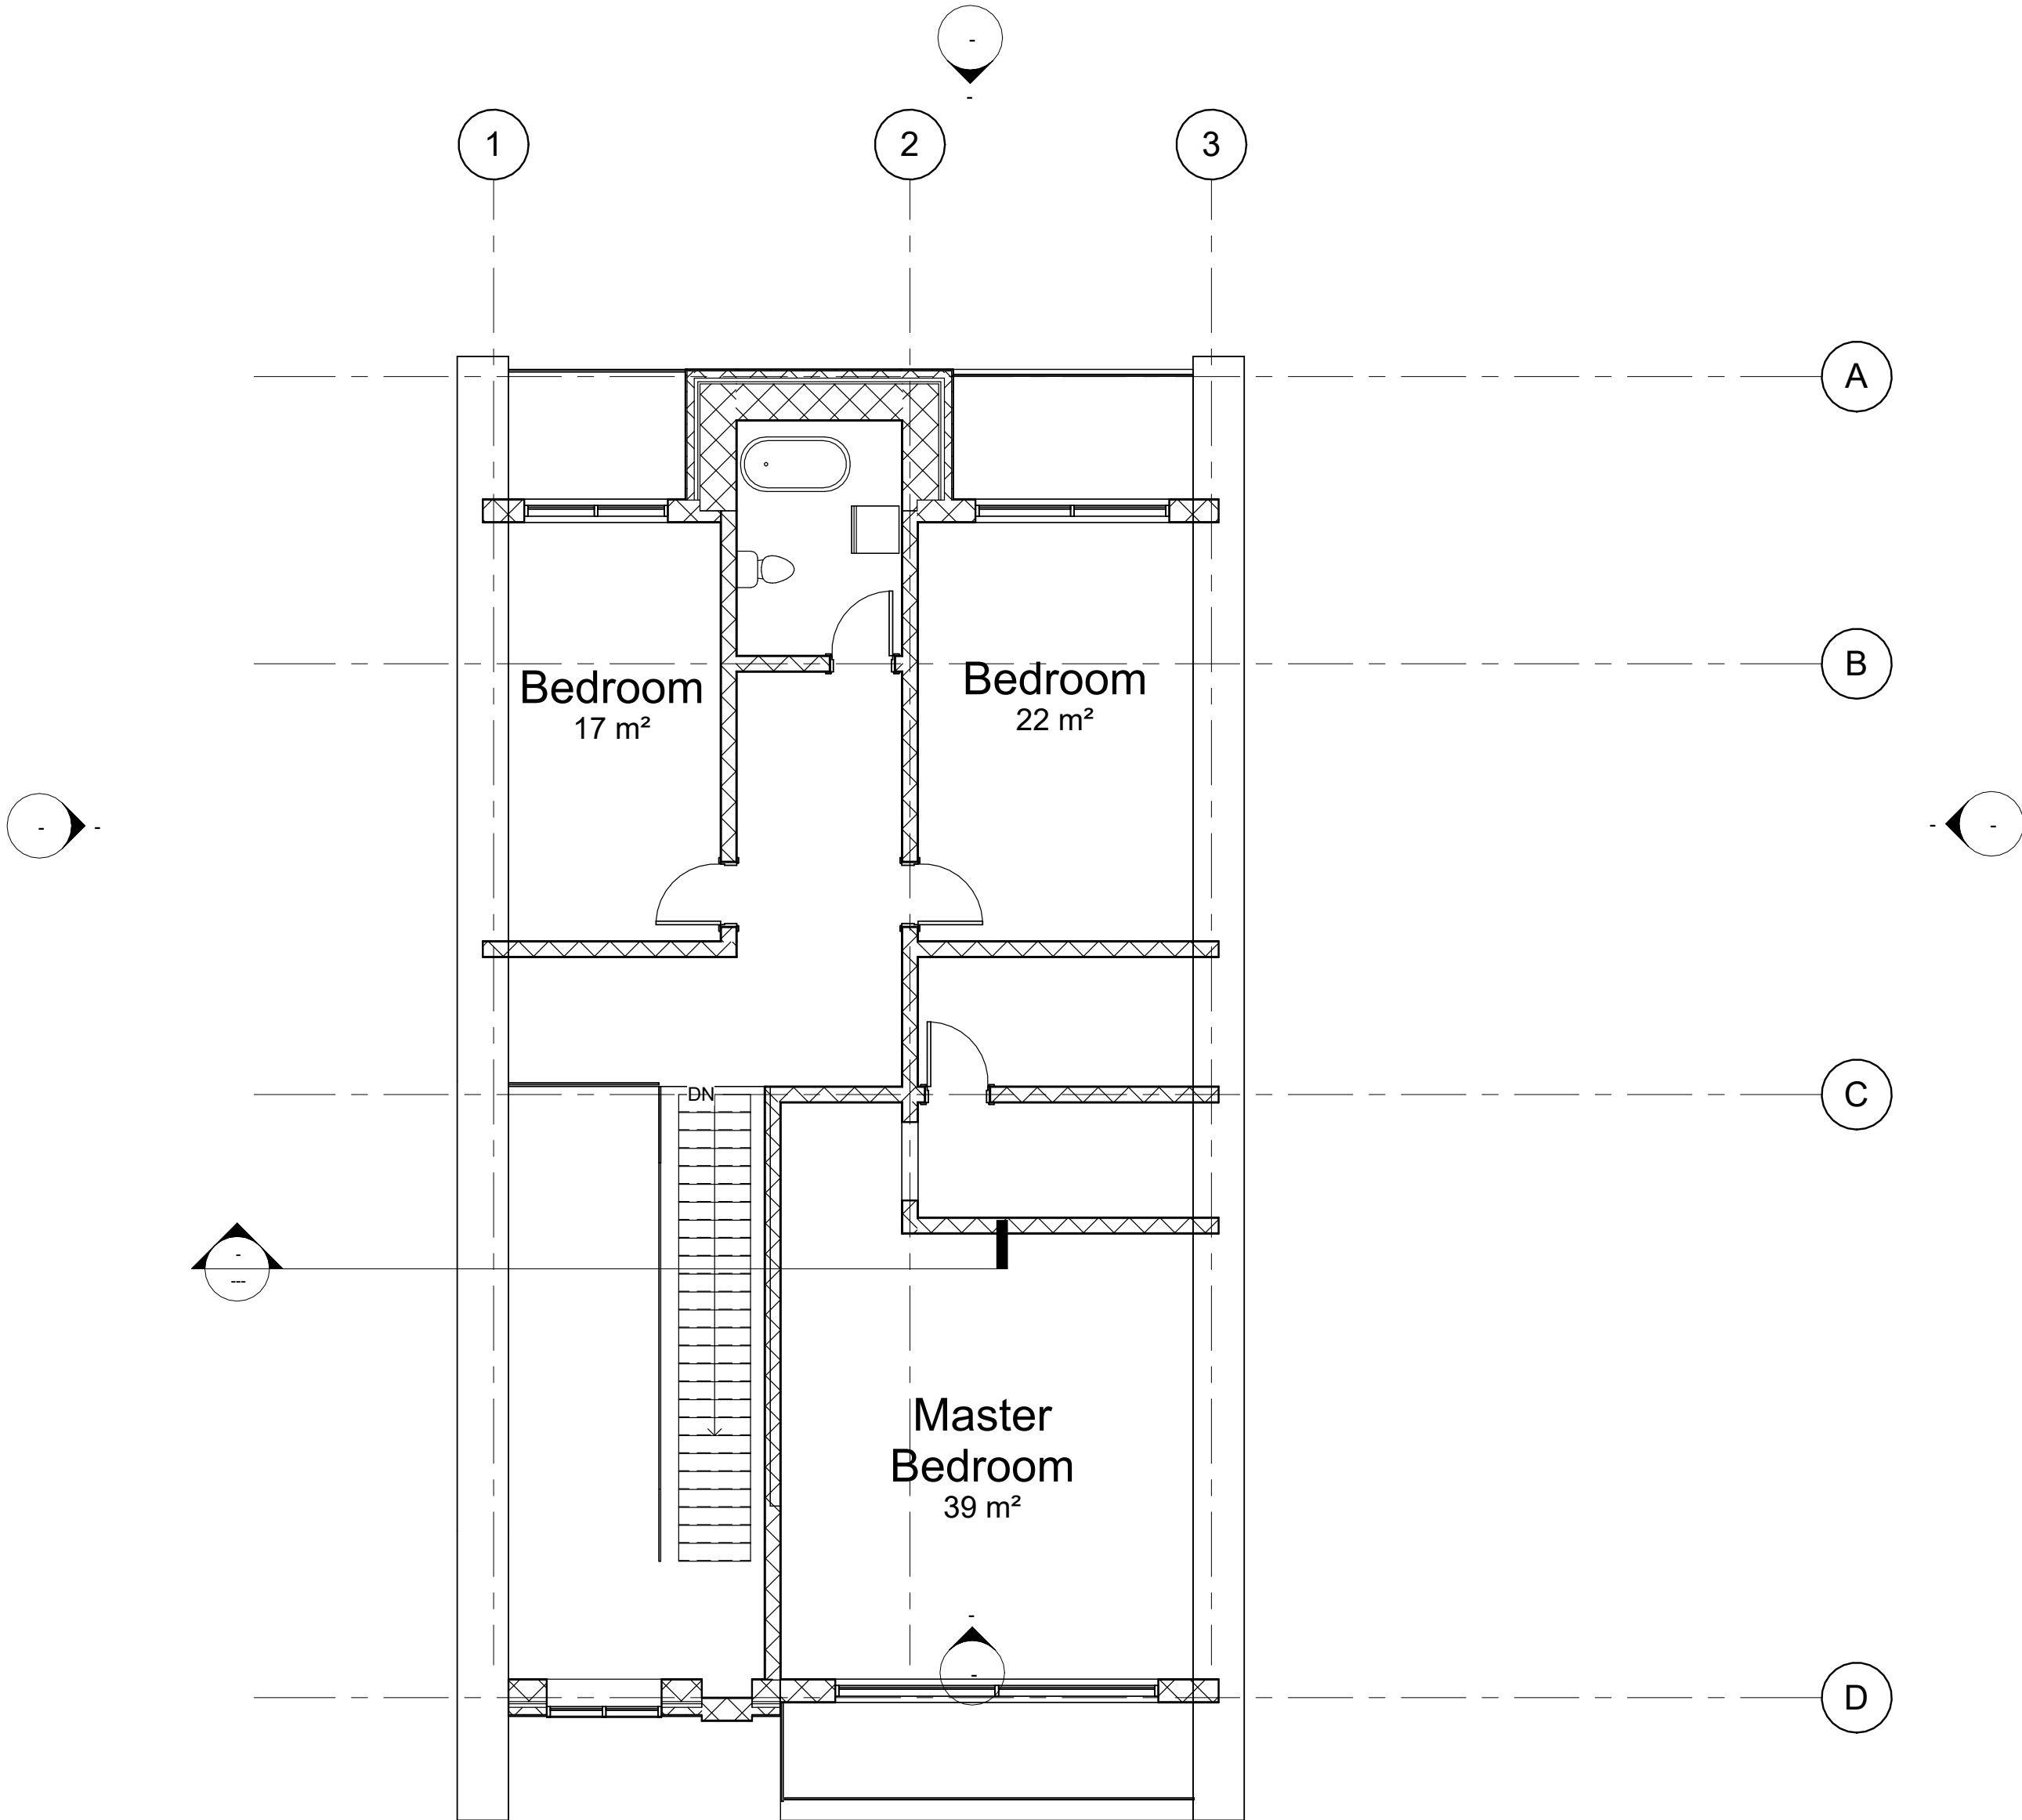 -
-
1
2
3
A
B
Bedroom
17 m²
Bedroom
22 m²
-
-
-
-
C
DN
-
---
Master
Bedroom
39 m²
-
-
D